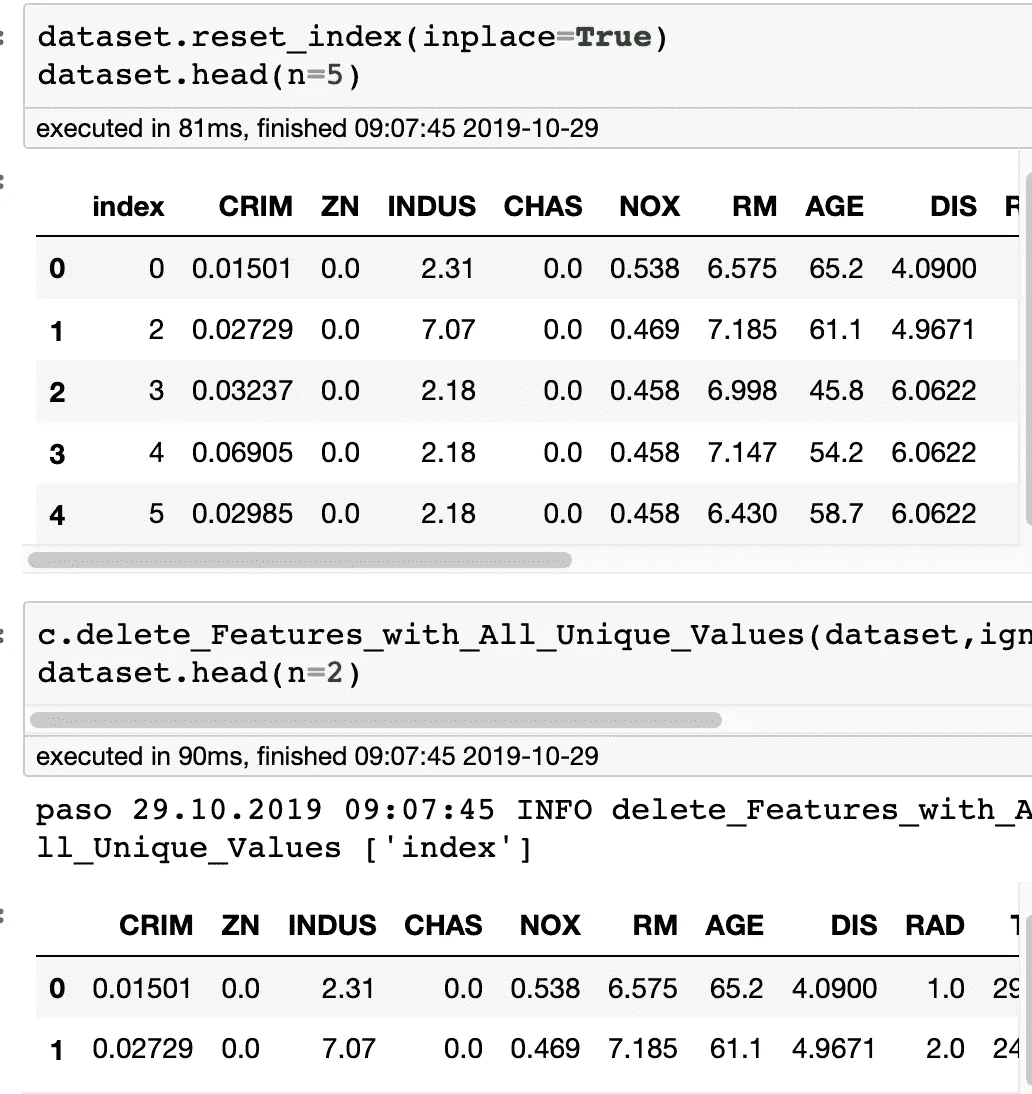 dataset.reset_index(inplace=True)
dataset.head(n=5)
executed in 81ms, finished 09:07:45 2019-10-29
index CRIM ZN INDUS CHAS NOX RM AGE DIS
0 0 0.01501 0.0 2.31 0.0 0.538 6.575 65.2 4.0900
1 2 0.02729 0.0 7.07 0.0 0.469 7.185 61.1 4.9671
2 3 0.03237 0.0 2.18 0.0 0.458 6.998 45.8 6.0622
3 4 0.06905 0.0 2.18 0.0 0.458 7.147 54.2 6.0622
4 5 0.02985 0.0 2.18 0.0 0.458 6.430 58.7 6.0622
c.delete_Features_with_All_Unique_Values(dataset,ign
dataset.head(n=2)
executed in 90ms, finished 09:07:45 2019-10-29
paso 29.10.2019 09:07:45 INFO delete_Features_with_A
ll_Unique_Values ['index']
CRIM ZN INDUS CHAS NOX RM AGE DIS RAD
0 0.01501 0.0 2.31 0.0 0.538 6.575 65.2 4.0900 1.0 29
1 0.02729 0.0 7.07 0.0 0.469 7.185 61.1 4.9671 2.0 24